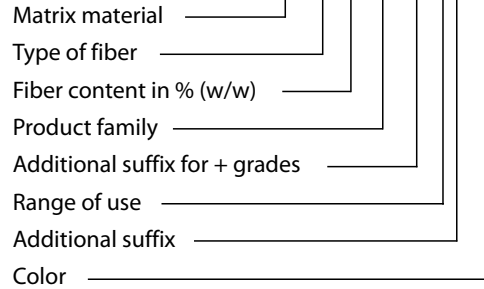 Matrix material
Type of fiber
Fiber content in % (w/w)
Product family
Additional suffix for + grades
Range of use
Additional suffix
Color